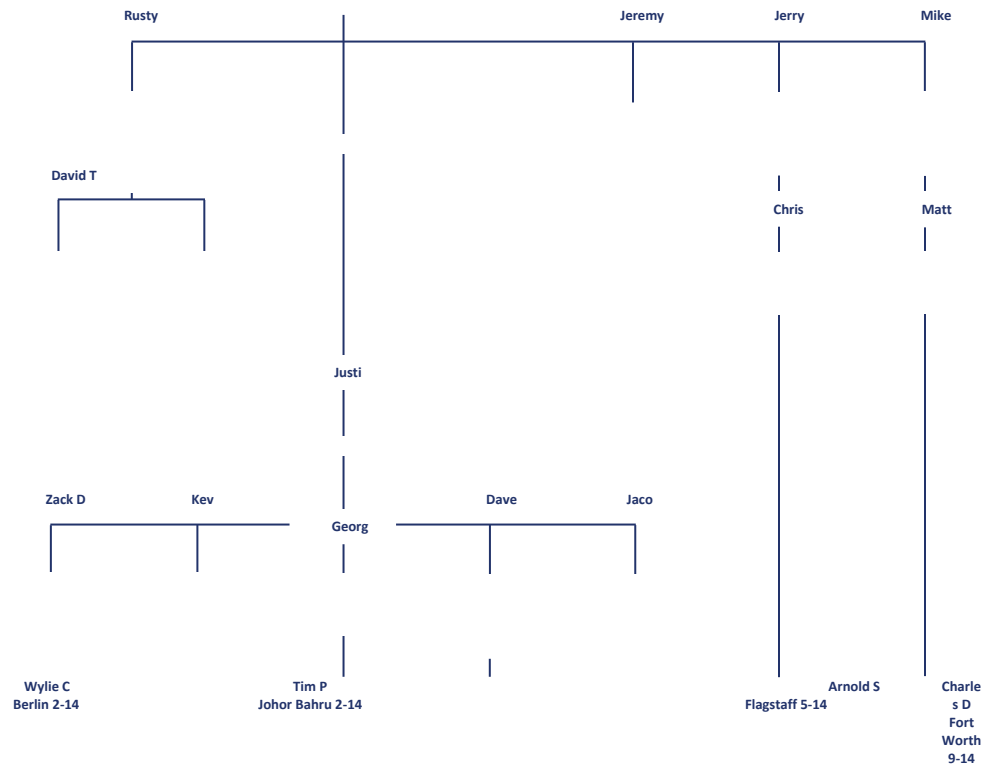 Rusty
Jeremy
Jerry
Mike
David T
Chris
Matt
Justi
Zack D
Kev
Dave
Jaco
Georg
Wylie C
Berlin 2-14
Tim P
Johor Bahru 2-14
Arnold S
Flagstaff 5-14
Charle
s D
Fort
Worth
9-14